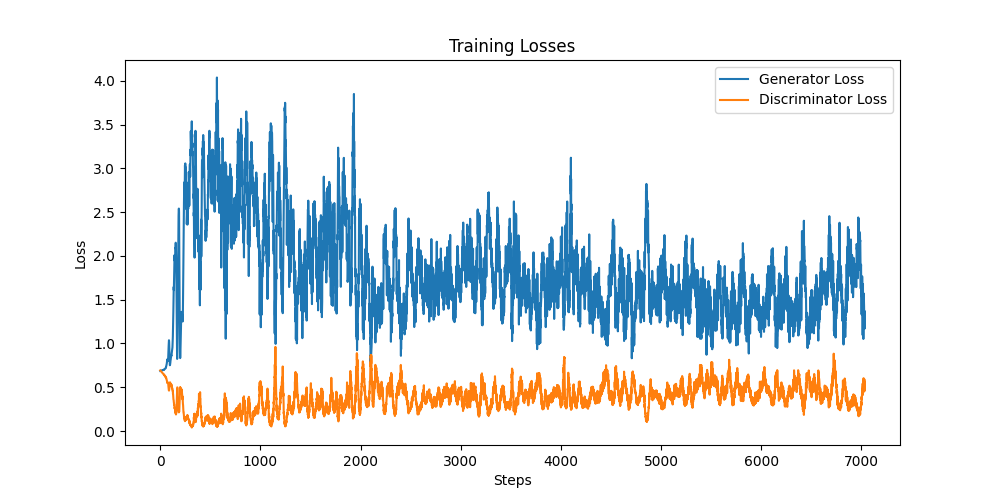 Training Losses
Generator Loss
Discriminator Loss
Loss
4.0
3.5
3.0
2.5
2.0
1.5
1.0
0.5
0.0
0 1000 2000 3000 4000 5000 6000 7000
Steps